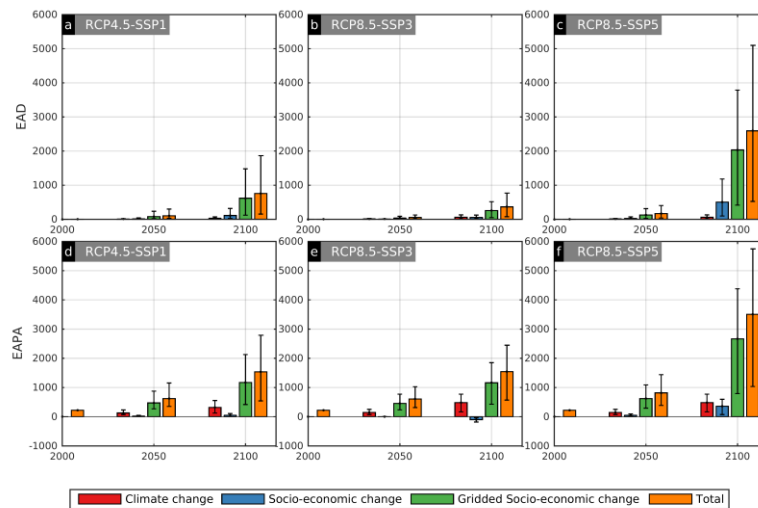 a RCP4.5-SSP1
b RCP8.5-SSP3
c RCP8.5-SSP5
EAD
6000 5000 4000 3000 2000 1000 0
6000 5000 4000 3000 2000 1000 0
6000 5000 4000 3000 2000 1000 0
2000 2050 2100
2000 2050 2100
2000 2050 2100
d RCP4.5-SSP1
e RCP8.5-SSP3
f RCP8.5-SSP5
EAPA
6000 5000 4000 3000 2000 1000 0 -1000
6000 5000 4000 3000 2000 1000 0 -1000
6000 5000 4000 3000 2000 1000 0 -1000
2000 2050 2100
2000 2050 2100
2000 2050 2100
Climate change Socio-economic change Gridded Socio-economic change Total